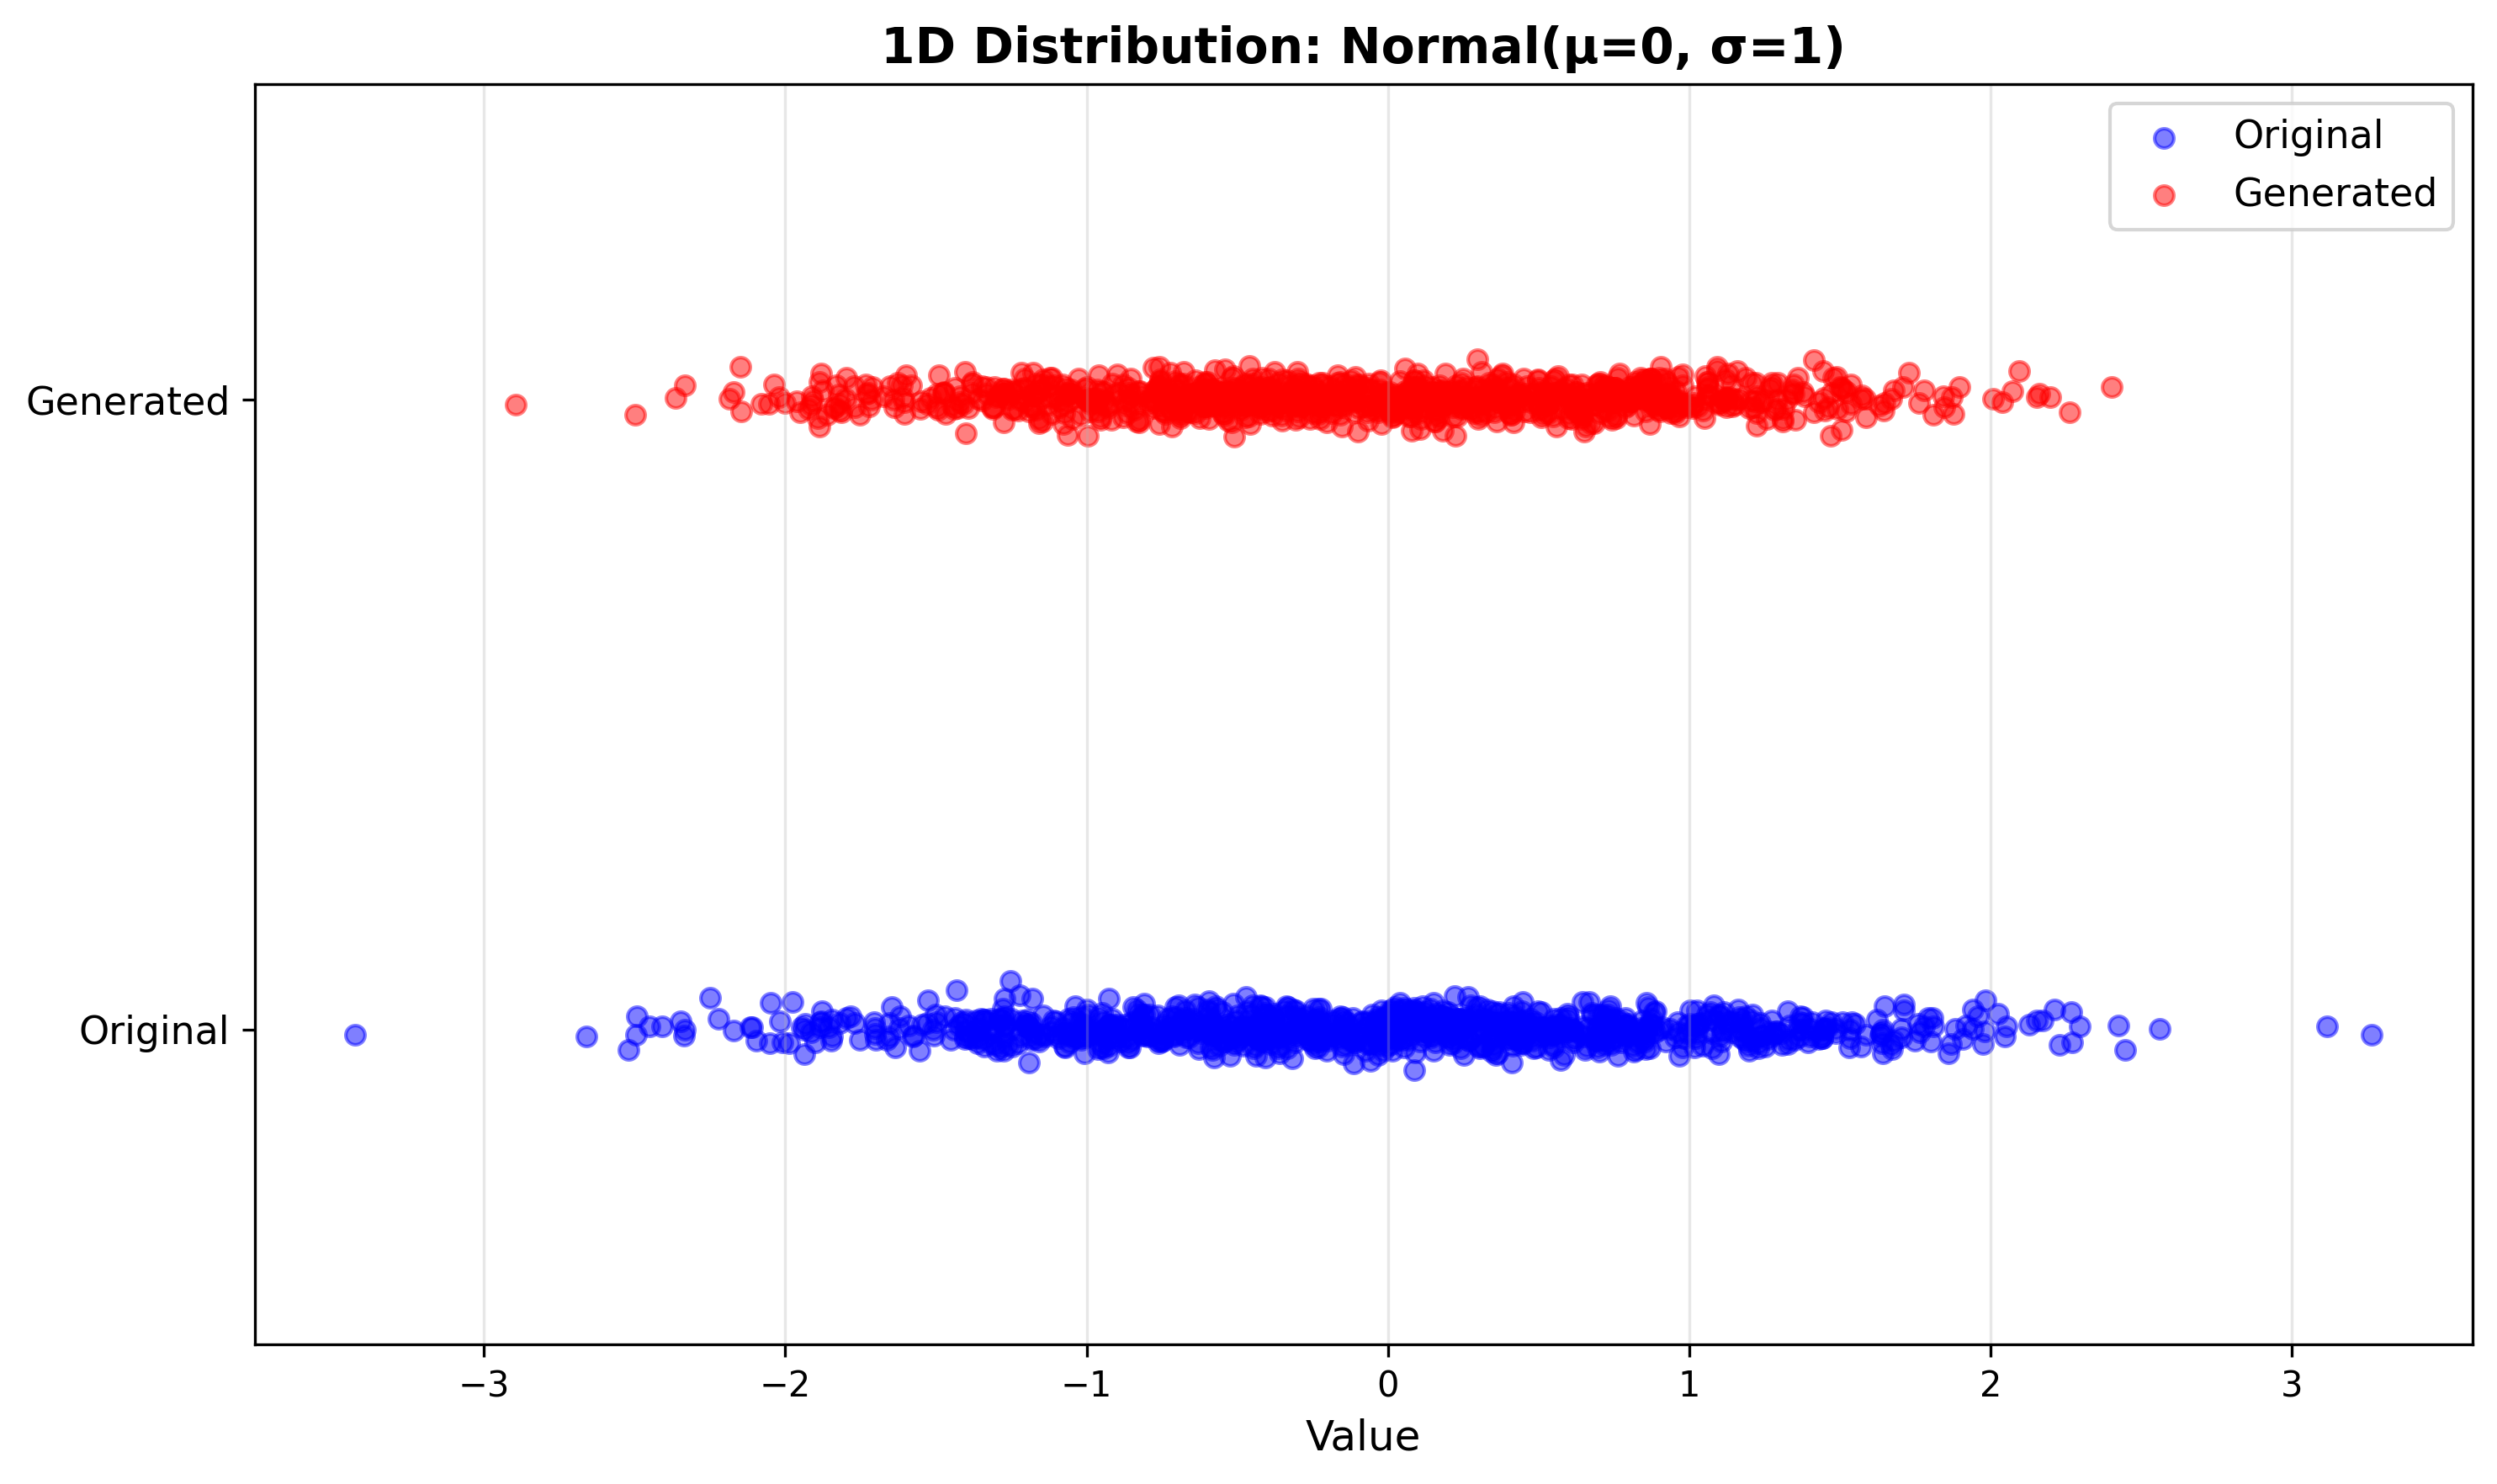 1D Distribution: Normal(μ=0, σ=1)
Original
Generated
Generated
Original
−3 −2 −1 0 1 2 3
Value